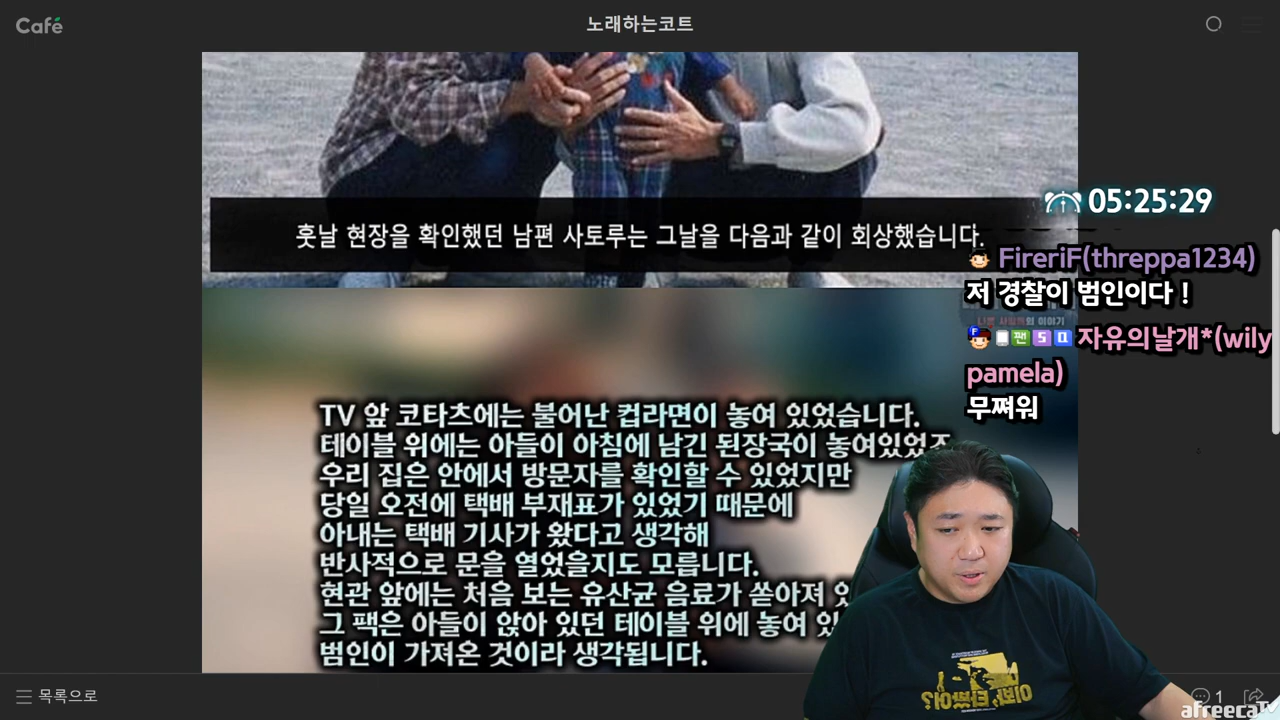 Café
노래하는코트
훗날 현장을 확인했던 남편 사토루는 그날을 다음과 같이 회상했습니다.
05:25:29
FireriF(threppa1234)
저 경찰이 범인이다 !
자유의날개*(wily
pamela)
무쪄워
TV 앞 코타츠에는 불어난 컵라면이 놓여 있었습니다.
테이블 위에는 아들이 아침에 남긴 된장국이 놓여있었죠
우리 집은 안에서 방문자를 확인할 수 있었지만
당일 오전에 택배 부재표가 있었기 때문에
아내는 택배 기사가 왔다고 생각해
반사적으로 문을 열었을지도 모릅니다.
현관 앞에는 처음 보는 유산균 음료가 쏟아져
그 팩은 아들이 앉아 있던 테이블 위에 놓여
범인이 가져온 것이라 생각됩니다.
목록으로
1
afreecaTV